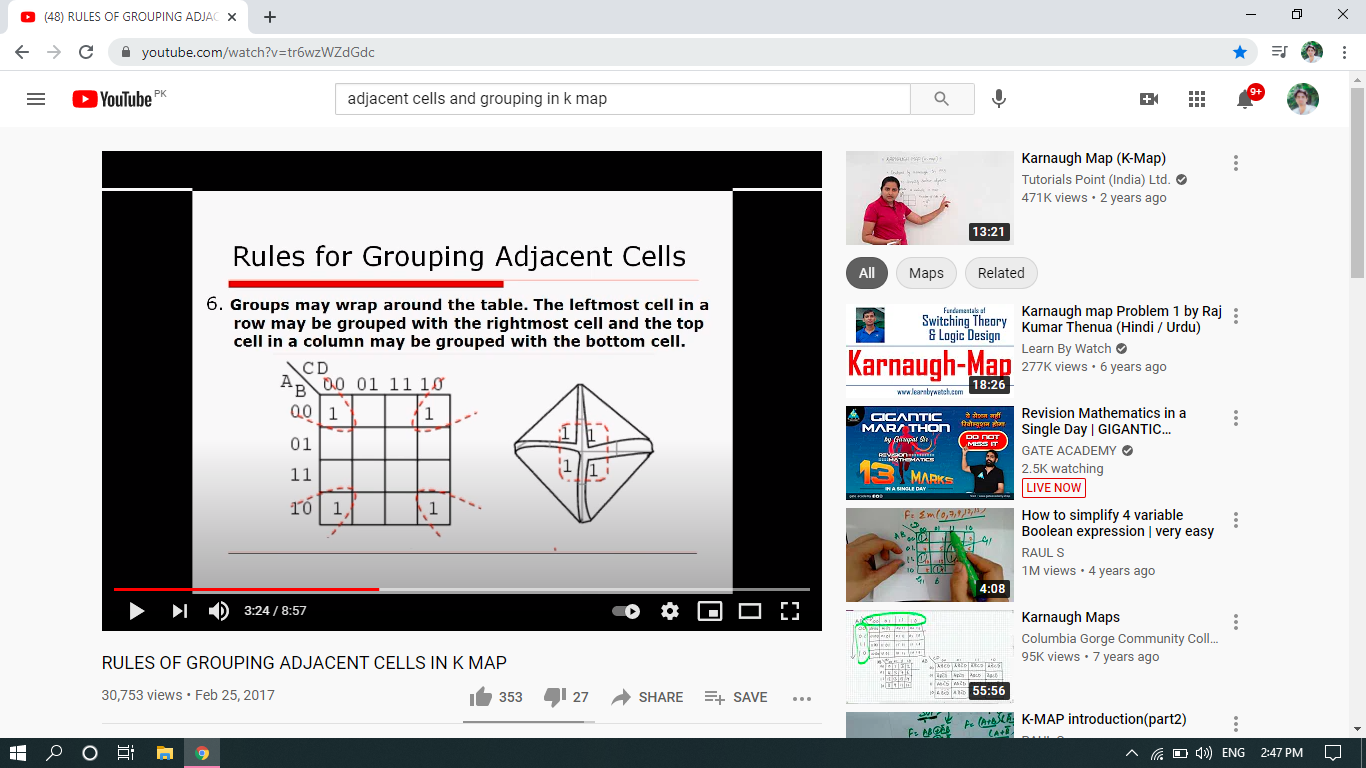 (48) RULES OF GROUPING ADJAC
youtube.com/watch?v=tr6wzWZdGdc
YouTube PK
adjacent cells and grouping in k map
9+
Rules for Grouping Adjacent Cells
6. Groups may wrap around the table. The leftmost cell in a
row may be grouped with the rightmost cell and the top
cell in a column may be grouped with the bottom cell.
CD
A
B
00 01 11 10
00 1 1
01
11
10 1 1
1 1
1 1
3:24 / 8:57
RULES OF GROUPING ADJACENT CELLS IN K MAP
30,753 views • Feb 25, 2017
353
27
SHARE
SAVE
13:21
Karnaugh Map (K-Map)
Tutorials Point (India) Ltd.
471K views • 2 years ago
All
Maps
Related
Fundamentals of
Switching Theory
& Logic Design
Karnaugh-Map
www.learnbywatch.com
18:26
Karnaugh map Problem 1 by Raj
Kumar Thenua (Hindi / Urdu)
Learn By Watch
277K views • 6 years ago
GIGANTIC
MARATHON
by Gurupal Sir
REVISION
MATHEMATICS
13 MARKS
IN A SINGLE DAY
DO NOT
MISS IT
Revision Mathematics in a
Single Day | GIGANTIC...
GATE ACADEMY
2.5K watching
LIVE NOW
4:08
How to simplify 4 variable
Boolean expression | very easy
RAUL S
1M views • 4 years ago
55:56
Karnaugh Maps
Columbia Gorge Community Coll...
95K views • 7 years ago
K-MAP introduction(part2)
ENG
2:47 PM